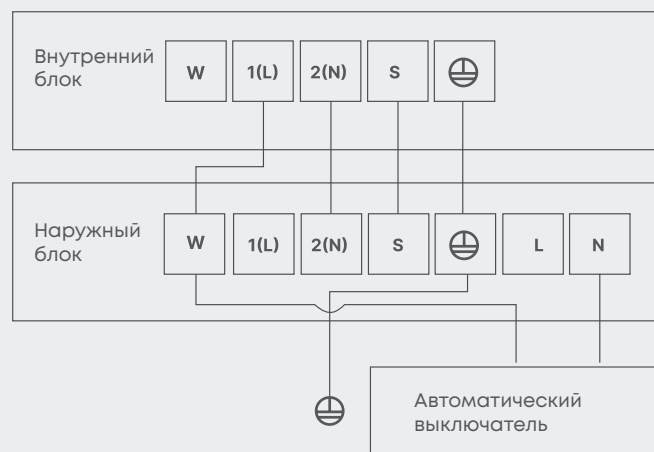 Внутренний
блок
W 1(L) 2(N) S
Наружный
блок
W 1(L) 2(N) S L N
Автоматический
выключатель